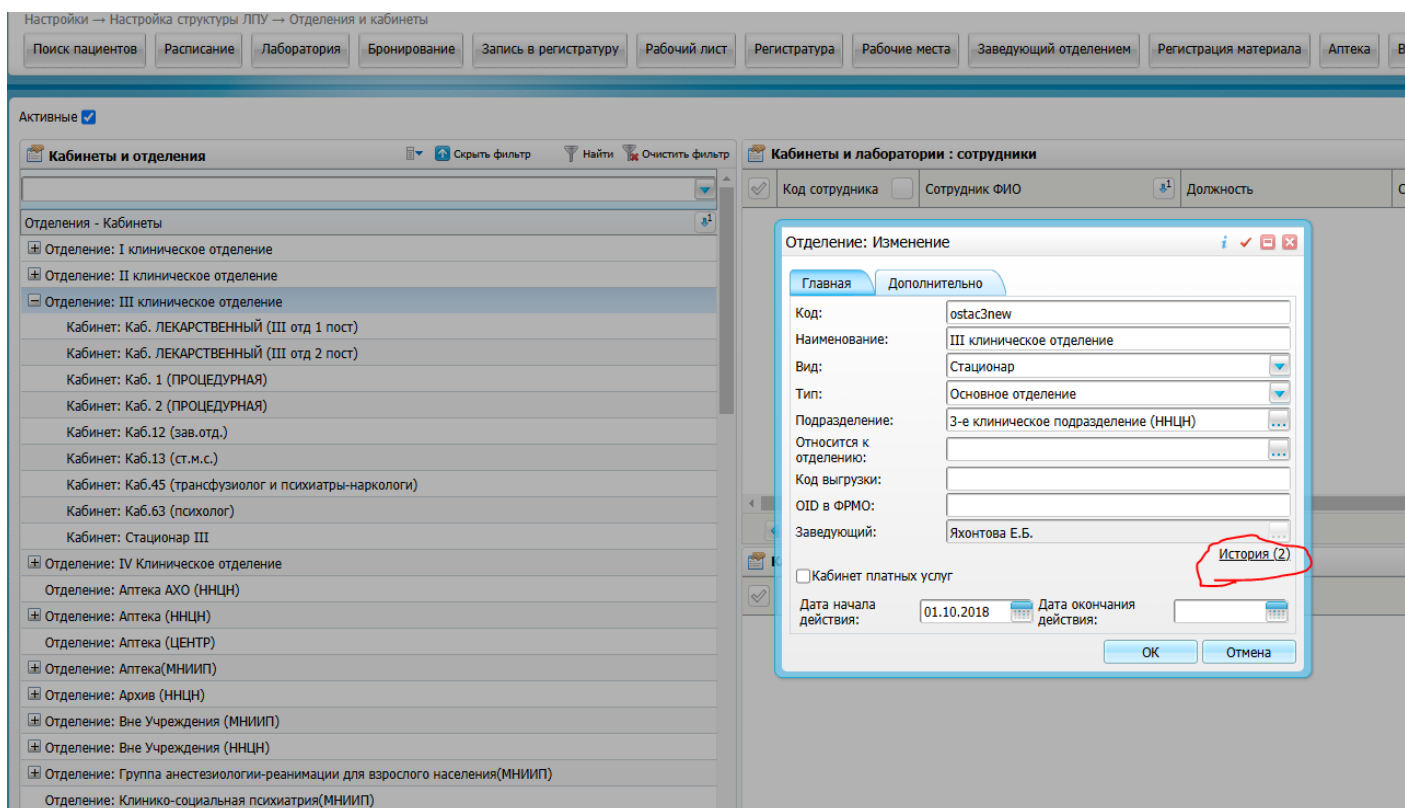 Настройки → Настройка структуры ЛПУ → Отделения и кабинеты
Поиск пациентов Расписание Лаборатория Бронирование Запись в регистратуру Рабочий лист Регистратура Рабочие места Заведующий отделением Регистрация материала Аптека В
Активные
Кабинеты и отделения Скрыть фильтр Найти Очистить фильтр
Отделения - Кабинеты 1
Отделение: I клиническое отделение
Отделение: II клиническое отделение
Отделение: III клиническое отделение
Кабинет: Каб. ЛЕКАРСТВЕННЫЙ (III отд 1 пост)
Кабинет: Каб. ЛЕКАРСТВЕННЫЙ (III отд 2 пост)
Кабинет: Каб. 1 (ПРОЦЕДУРНАЯ)
Кабинет: Каб. 2 (ПРОЦЕДУРНАЯ)
Кабинет: Каб.12 (зав.отд.)
Кабинет: Каб.13 (ст.м.с.)
Кабинет: Каб.45 (трансфузиолог и психиатры-наркологи)
Кабинет: Каб.63 (психолог)
Кабинет: Стационар III
Отделение: IV Клиническое отделение
Отделение: Аптека АХО (ННЦН)
Отделение: Аптека (ННЦН)
Отделение: Аптека (ЦЕНТР)
Отделение: Аптека(МНИИП)
Отделение: Архив (ННЦН)
Отделение: Вне Учреждения (МНИИП)
Отделение: Вне Учреждения (ННЦН)
Отделение: Группа анестезиологии-реанимации для взрослого населения(МНИИП)
Отделение: Клинико-социальная психиатрия(МНИИП)
Кабинеты и лаборатории : сотрудники
Код сотрудника Сотрудник ФИО 1 Должность С
Отделение: Изменение
Главная Дополнительно
Код: ostac3new
Наименование: III клиническое отделение
Вид: Стационар
Тип: Основное отделение
Подразделение: 3-е клиническое подразделение (ННЦН)
Относится к
отделению:
Код выгрузки:
OID в ФРМО:
Заведующий: Яхонтова Е.Б.
История (2)
Кабинет платных услуг
Дата начала
действия: 01.10.2018 Дата окончания
действия:
ОК Отмена